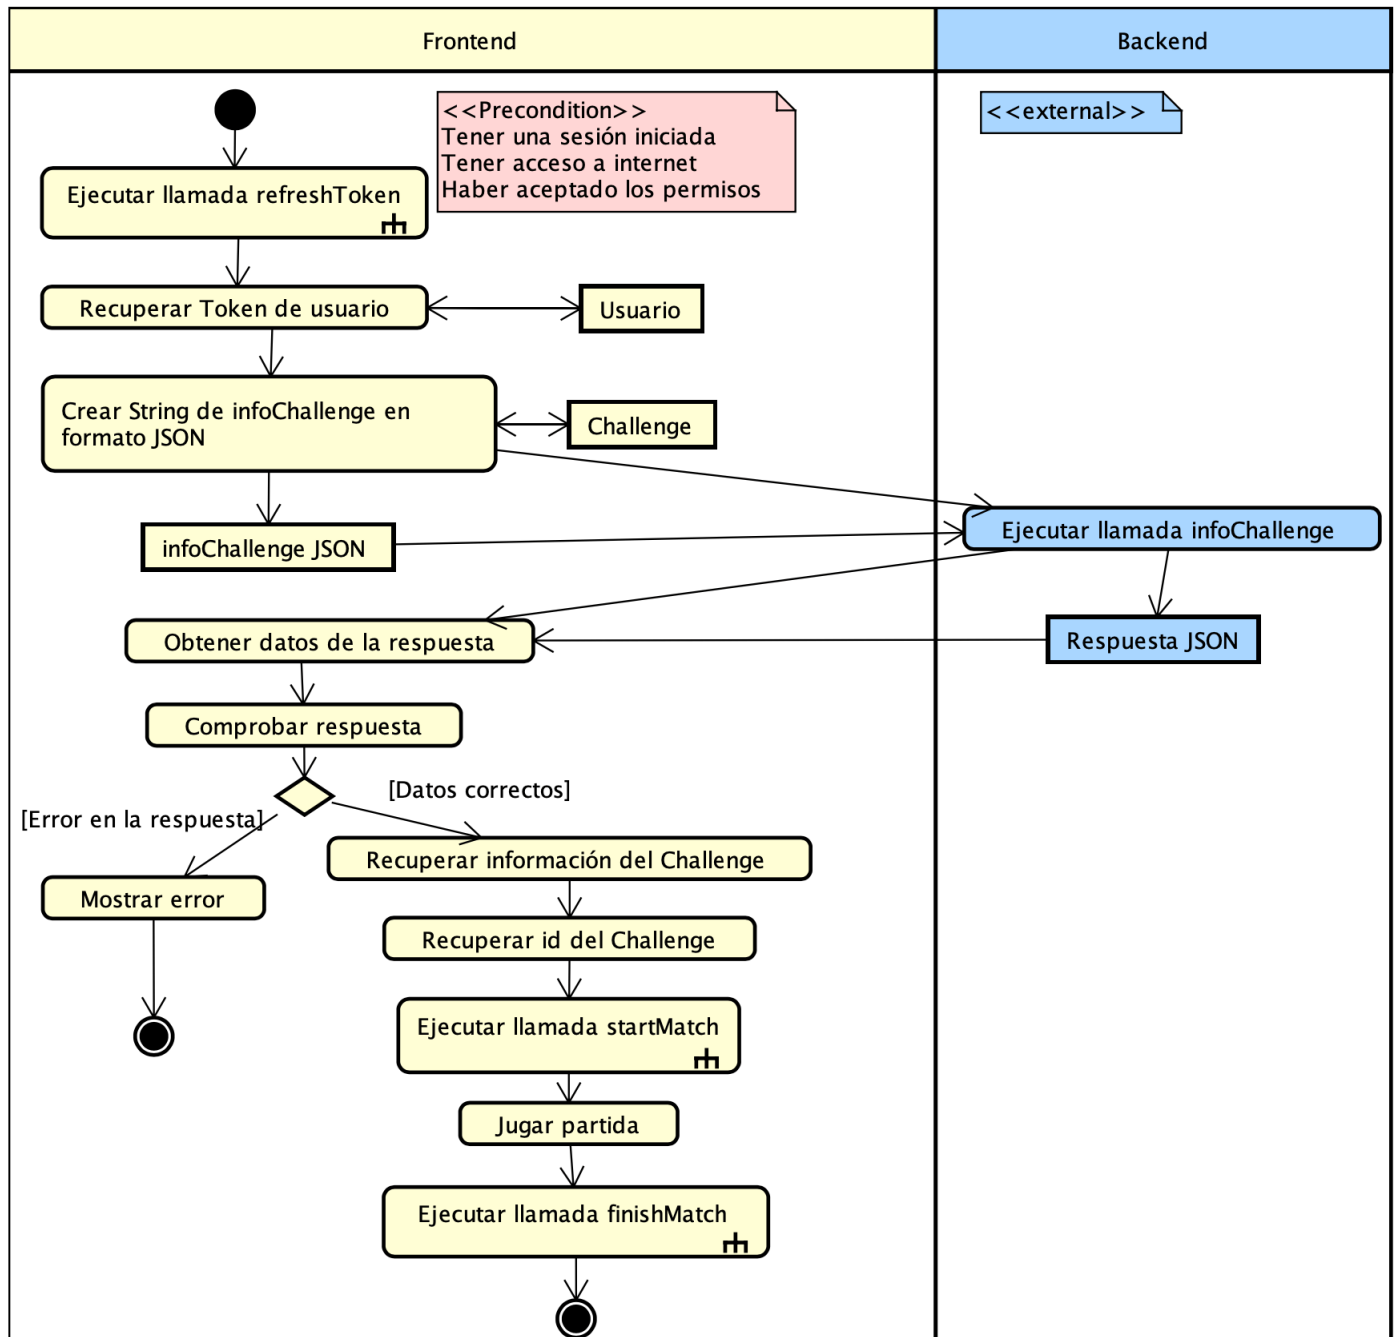 Frontend
Backend
<<Precondition>>
Tener una sesión iniciada
Tener acceso a internet
Haber aceptado los permisos
<<external>>
Ejecutar llamada refreshToken
Recuperar Token de usuario
Usuario
Crear String de infoChallenge en
formato JSON
Challenge
Ejecutar llamada infoChallenge
infoChallenge JSON
Obtener datos de la respuesta
Respuesta JSON
Comprobar respuesta
[Datos correctos]
[Error en la respuesta]
Recuperar información del Challenge
Mostrar error
Recuperar id del Challenge
Ejecutar llamada startMatch
Jugar partida
Ejecutar llamada finishMatch